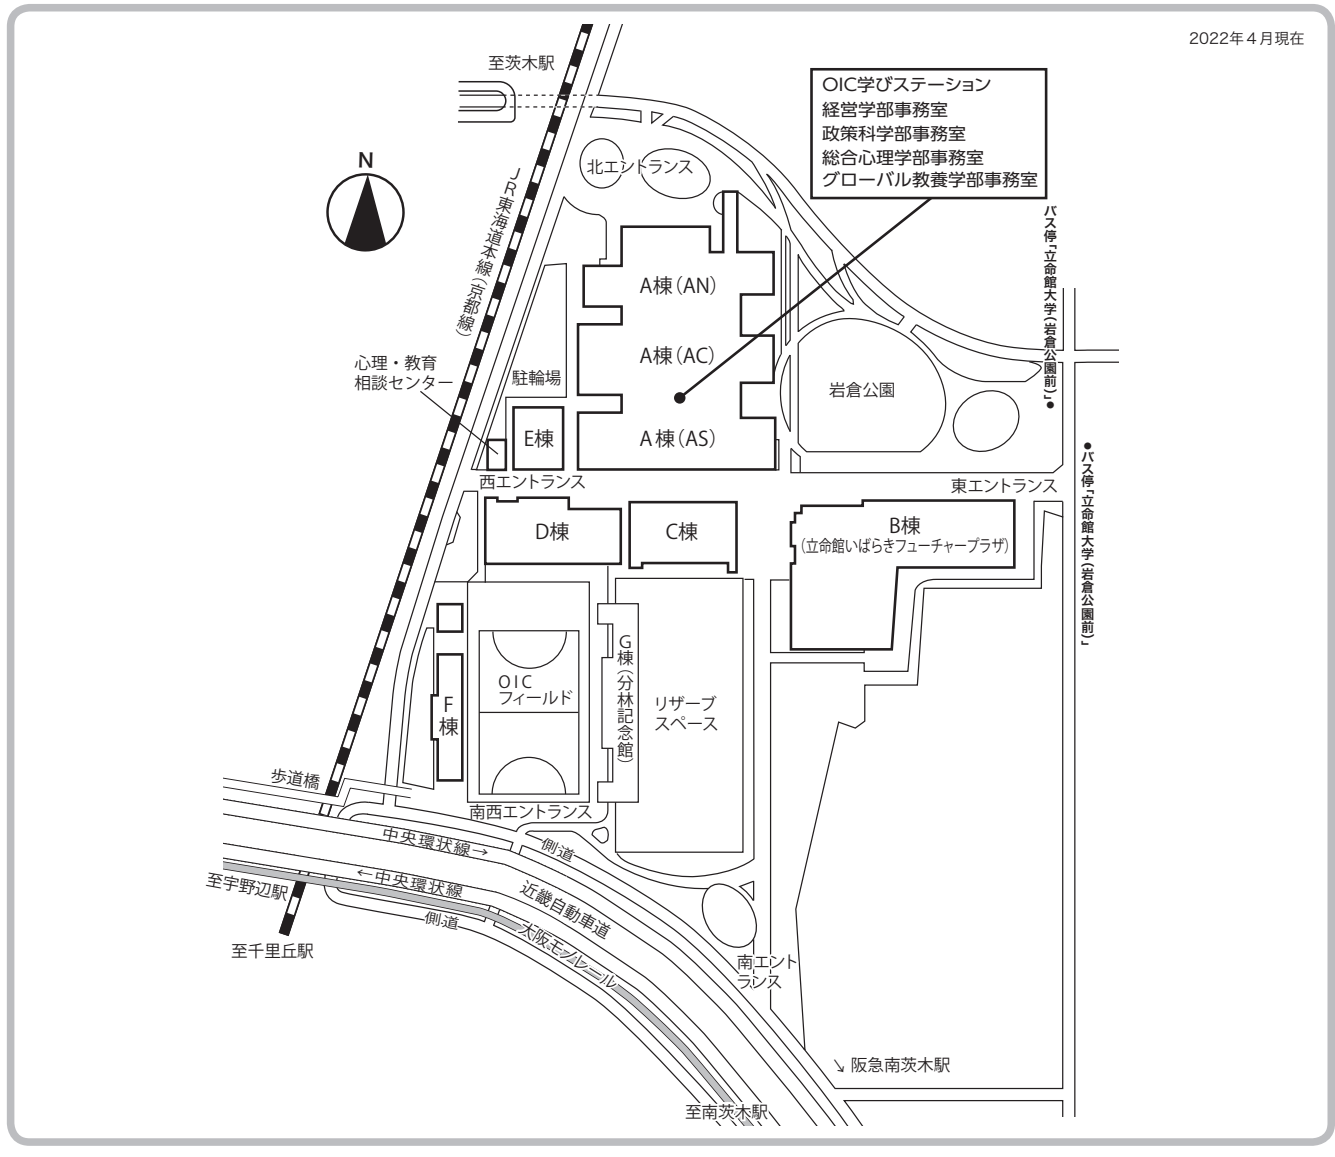 2022年4月現在
至茨木駅
OIC学びステーション
経営学部事務室
政策科学部事務室
総合心理学部事務室
グローバル教養学部事務室
N
北エントランス
JR東海道本線(京都線)
バス停「立命館大学(岩倉公園前)」●
A棟(AN)
A棟(AC)
心理・教育
相談センター
駐輪場
岩倉公園
E棟
A棟(AS)
西エントランス
東エントランス
●バス停「立命館大学(岩倉公園前)」
D棟
C棟
B棟
(立命館いばらきフューチャープラザ)
G棟(分林記念館)
OIC
フィールド
F棟
リザーブ
スペース
歩道橋
南西エントランス
中央環状線→
側道
←中央環状線
至宇野辺駅
近畿自動車道
側道
大阪モノレール
至千里丘駅
南エント
ランス
↘ 阪急南茨木駅
至南茨木駅